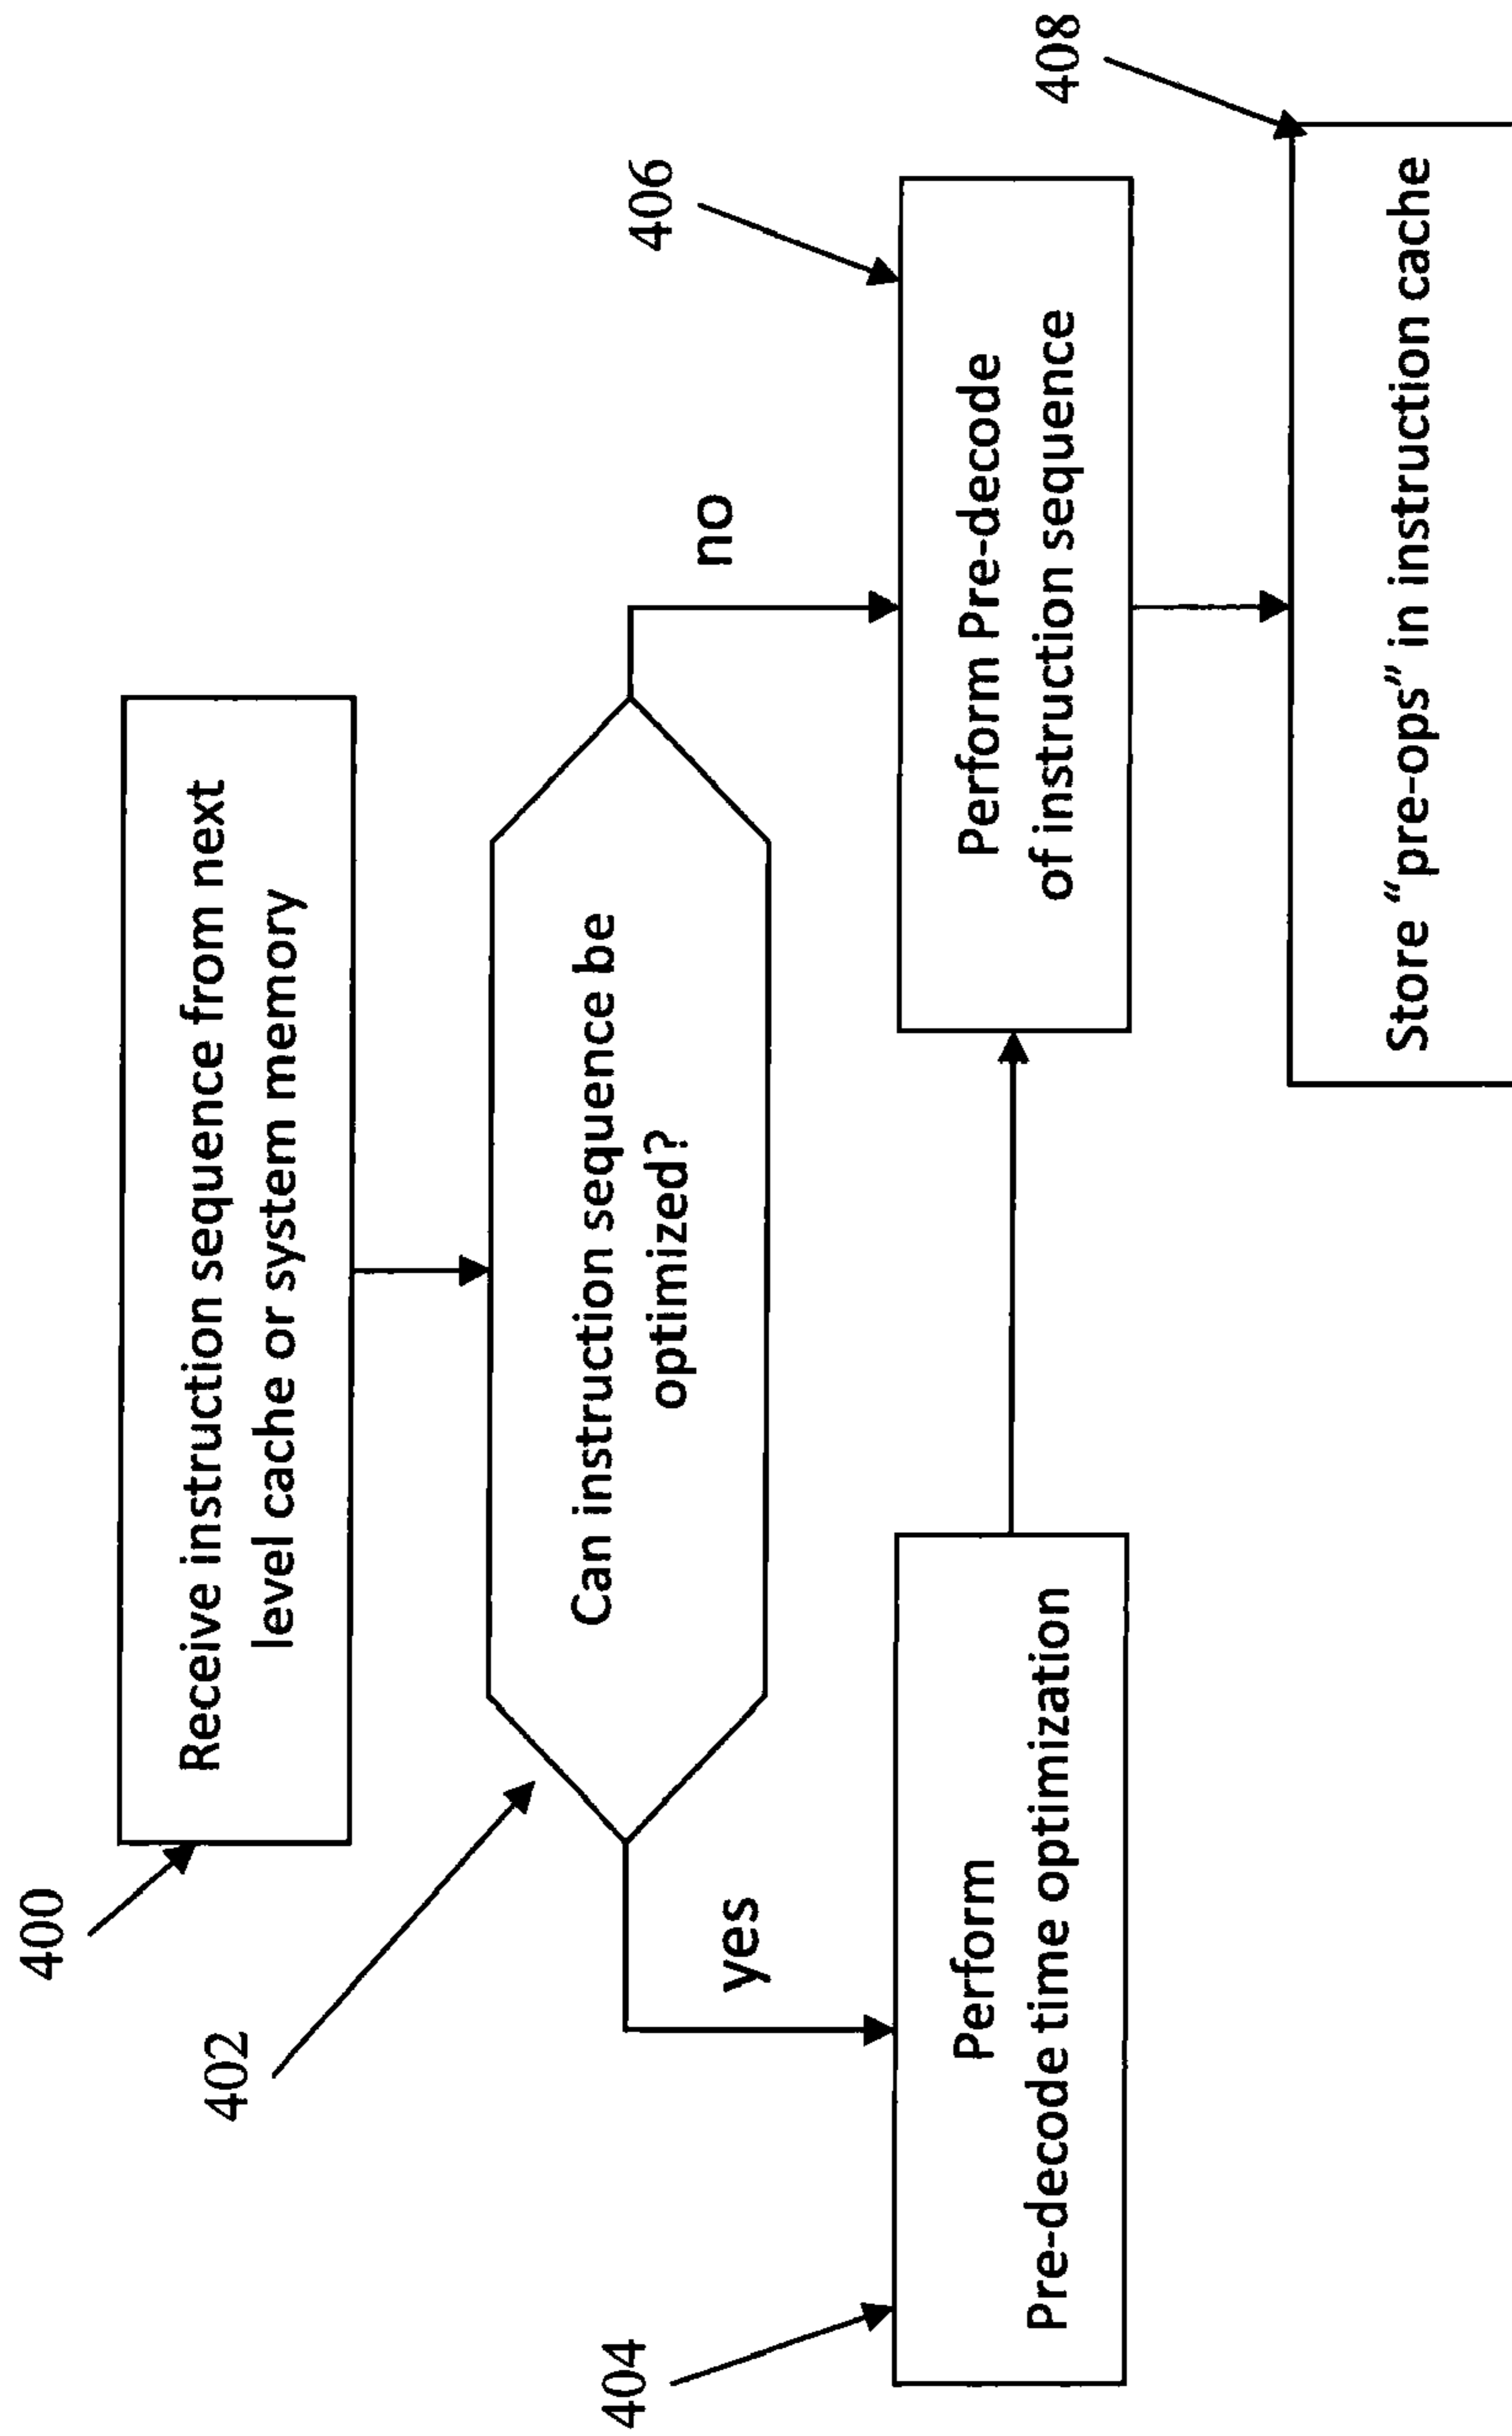 400
Receive instruction sequence from next
level cache or system memory
402
Can instruction sequence be
optimized?
yes
no
404
Perform
Pre-decode time optimization
406
Perform Pre-decode
of instruction sequence
408
Store “pre-ops” in instruction cache